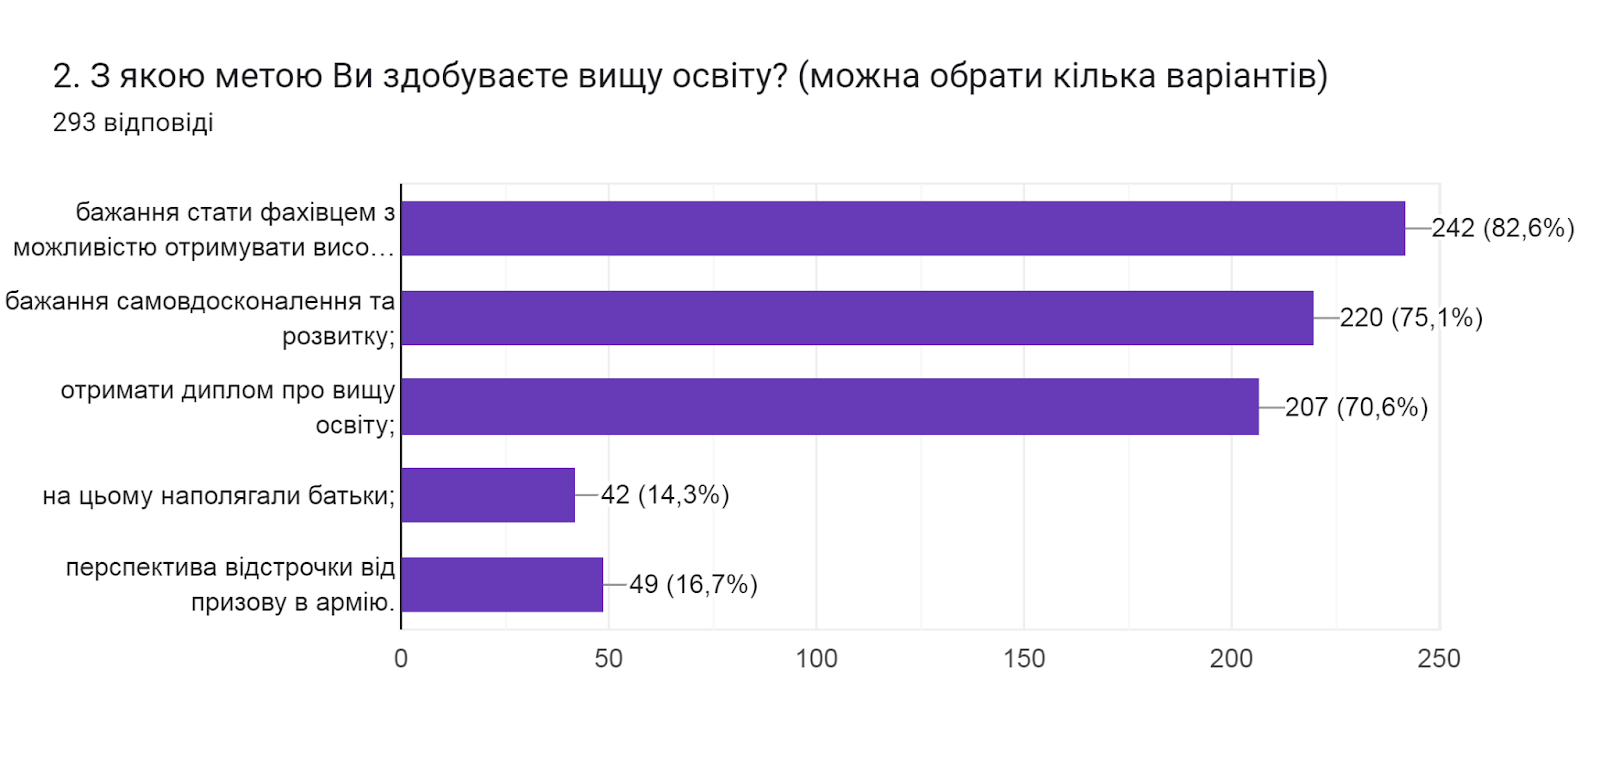 2. З якою метою Ви здобуваєте вищу освіту? (можна обрати кілька варіантів)
293 відповіді
бажання стати фахівцем з
можливістю отримувати висо…
242 (82,6%)
бажання самовдосконалення та
розвитку;
220 (75,1%)
отримати диплом про вищу
освіту;
207 (70,6%)
на цьому наполягали батьки;
42 (14,3%)
перспектива відстрочки від
призову в армію.
49 (16,7%)
0 50 100 150 200 250